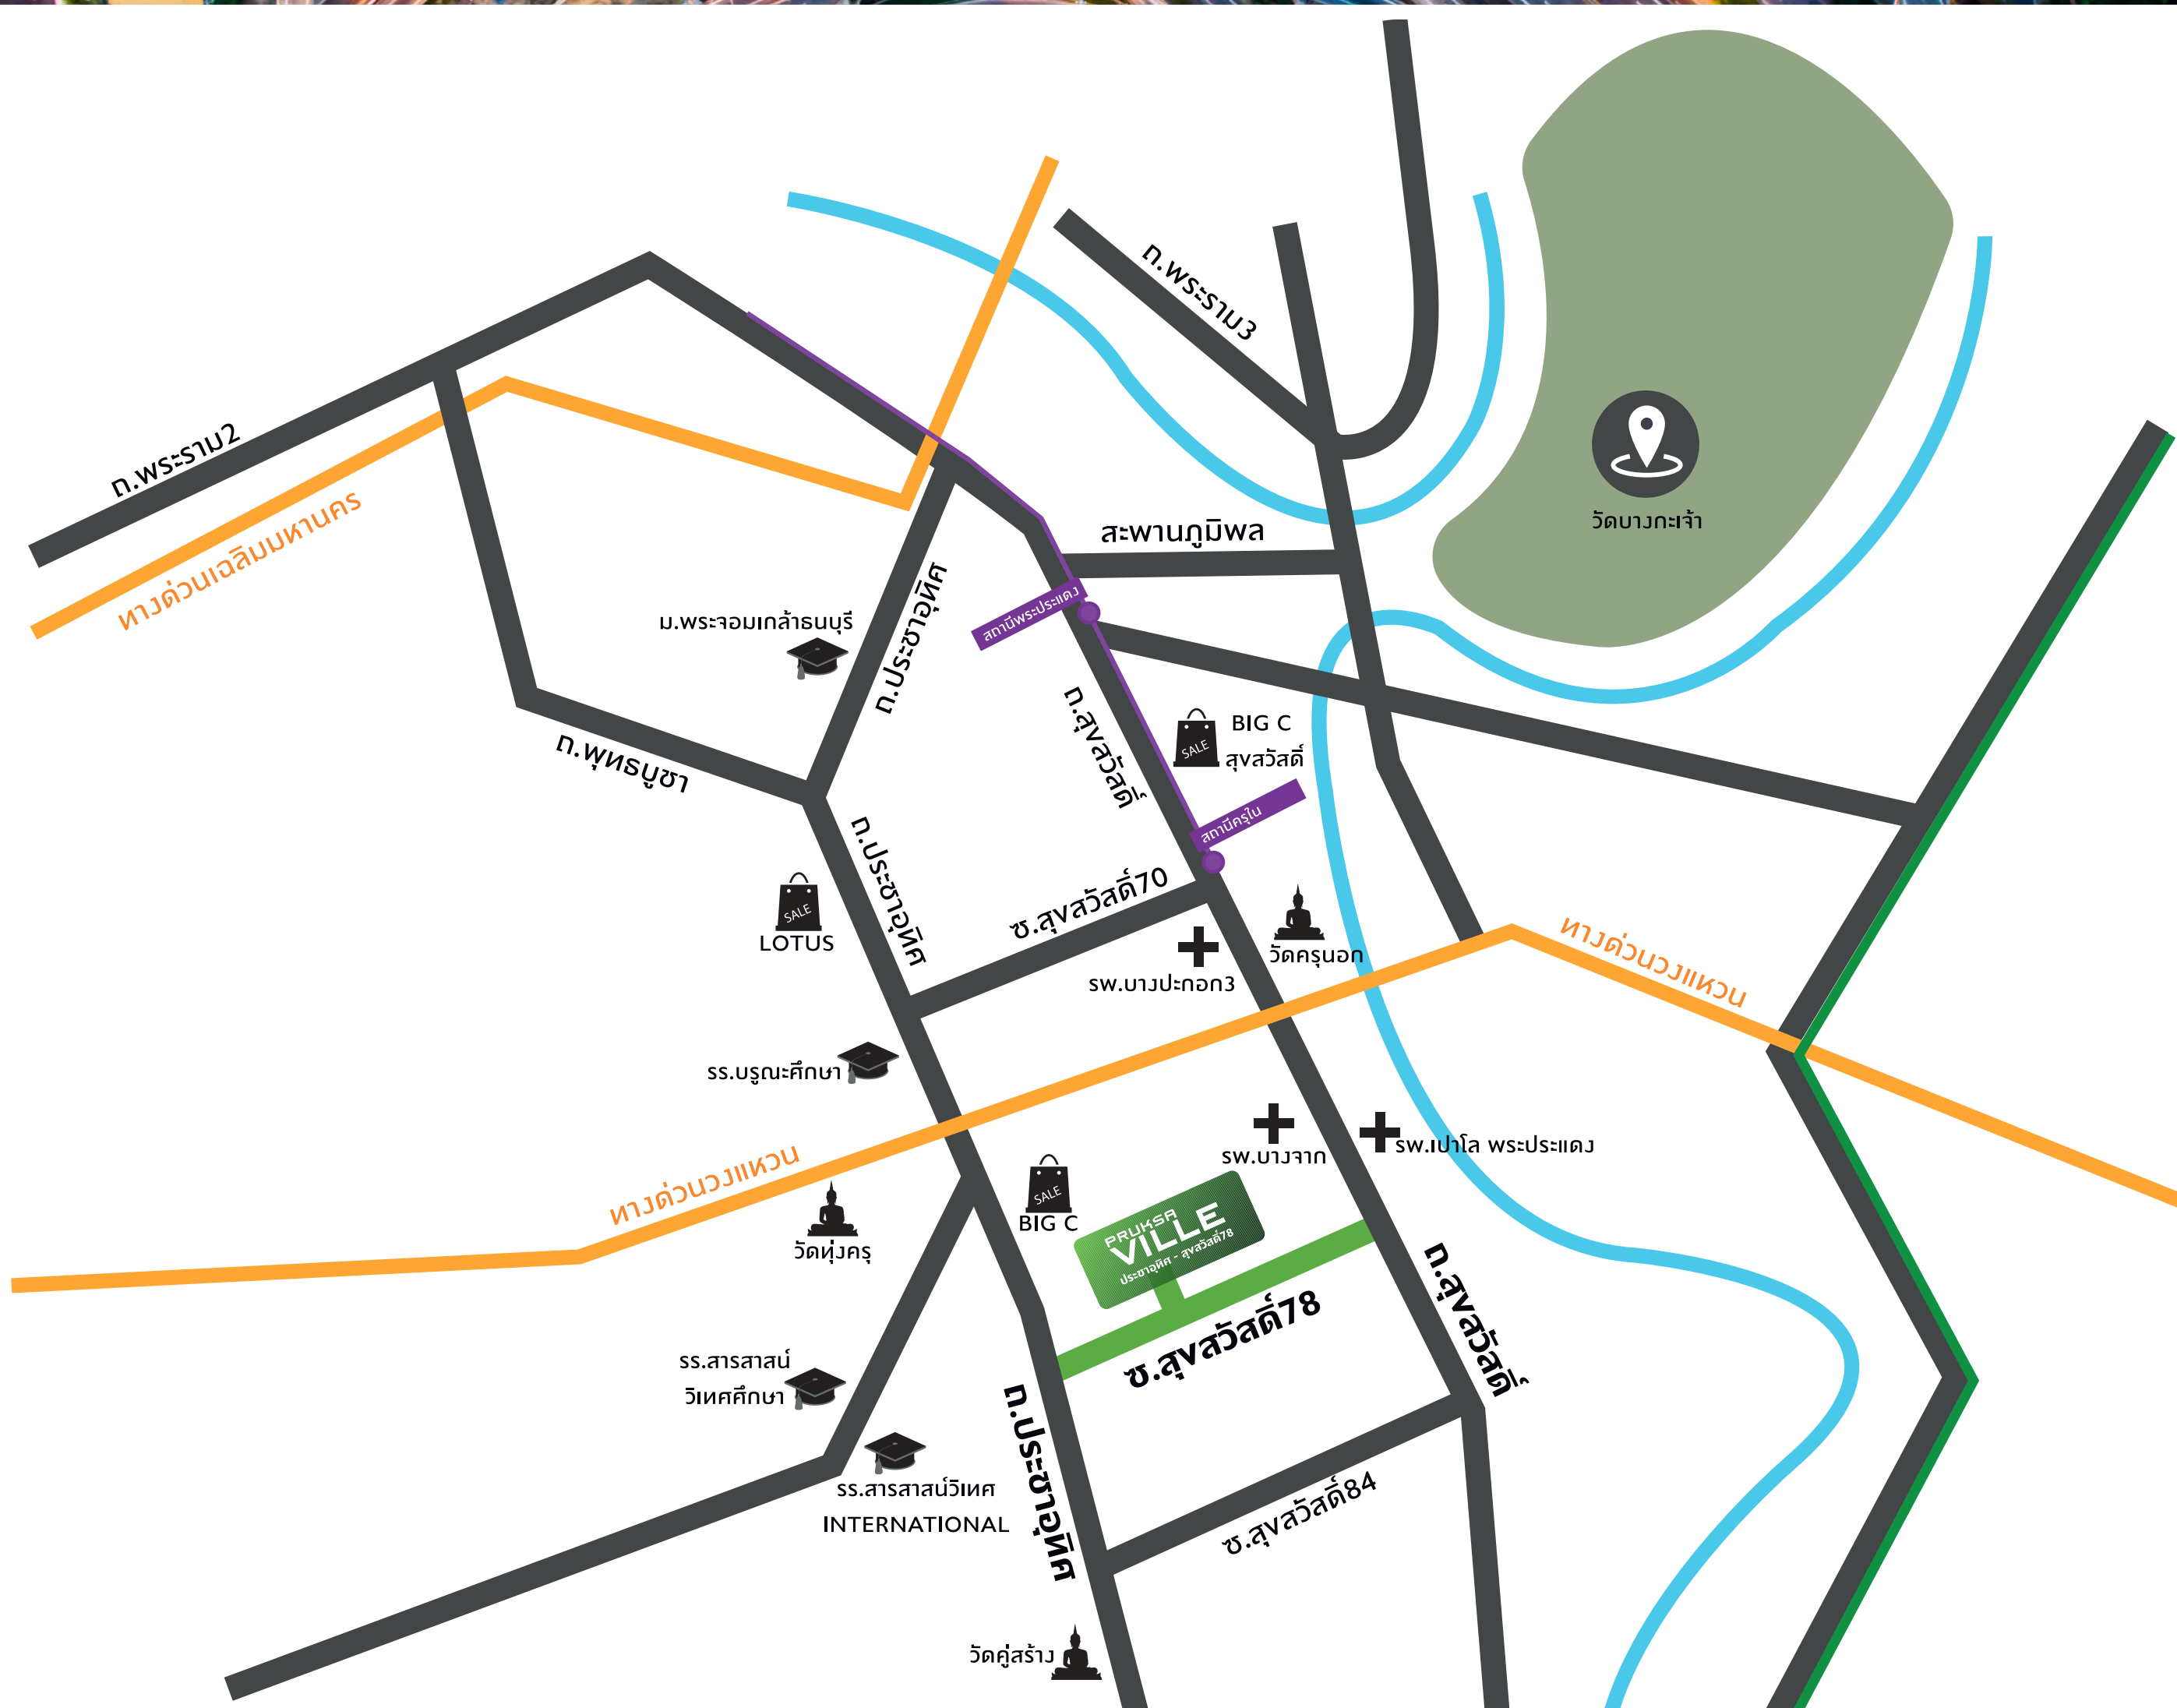 ถ.พระราม3
ถ.พระราม2
ทางด่วนเฉลิมมหานคร
วัดบางกะเจ้า
สะพานภูมิพล
สถานีพระประแดง
ม.พระจอมเกล้าธนบุรี
ถ.ประชาอุทิศ
ถ.สุขสวัสดิ์
BIG C
สุขสวัสดิ์
SALE
ถ.พุทธบูชา
สถานีครุใน
ถ.ประชาอุทิศ
SALE
LOTUS
ซ.สุขสวัสดิ์70
วัดครุนอก
ทางด่วนวงแหวน
รพ.บางปะกอก3
รร.บูรณะศึกษา
รพ.บางจาก
รพ.เปาโล พระประแดง
ทางด่วนวงแหวน
SALE
BIG C
วัดทุ่งครุ
PRUKSA
VILLE
ประชาอุทิศ - สุขสวัสดิ์78
ซ.สุขสวัสดิ์78
ถ.สุขสวัสดิ์
รร.สารสาสน์
วิเทศศึกษา
ถ.ประชาอุทิศ
รร.สารสาสน์วิเทศ
INTERNATIONAL
ซ.สุขสวัสดิ์84
วัดคู่สร้าง